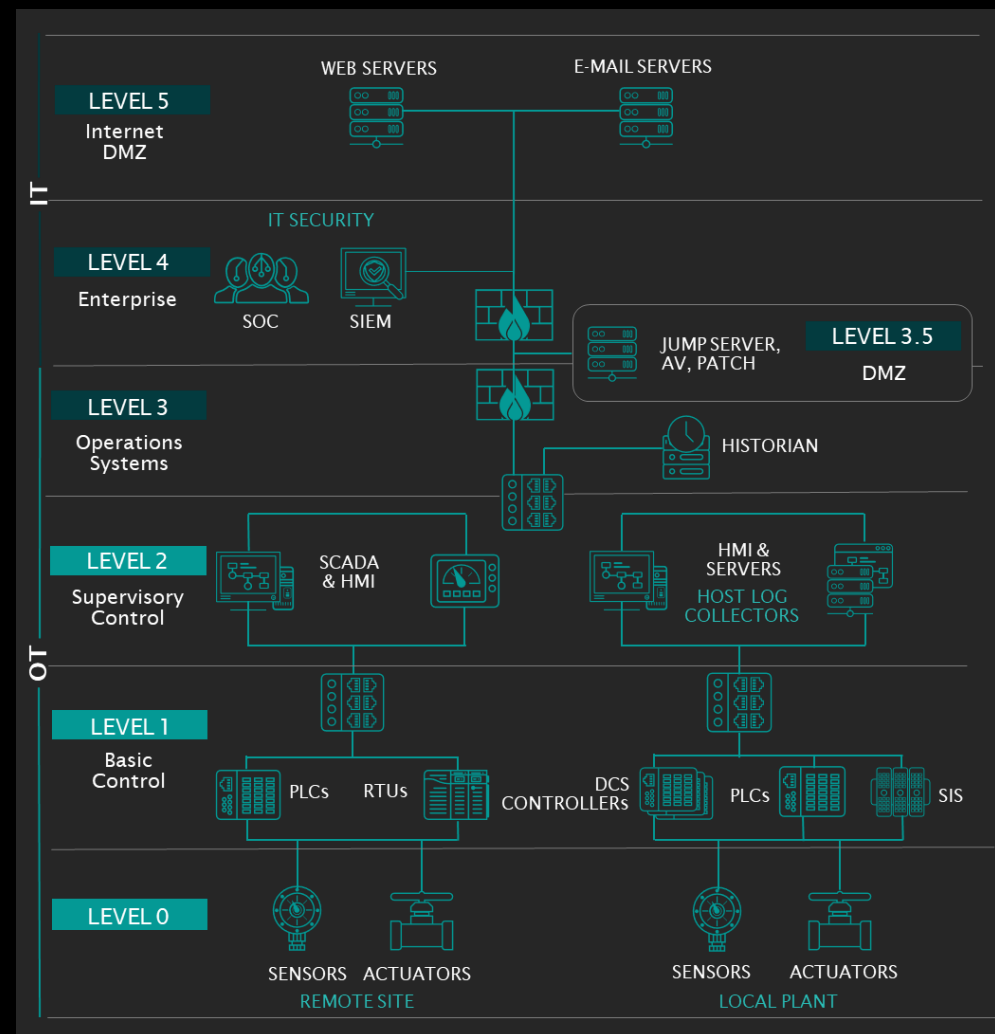 WEB SERVERS
E-MAIL SERVERS
LEVEL 5
Internet
DMZ
IT
IT SECURITY
LEVEL 4
Enterprise
SOC
SIEM
JUMP SERVER,
AV, PATCH
LEVEL 3.5
DMZ
LEVEL 3
Operations
Systems
HISTORIAN
LEVEL 2
Supervisory
Control
SCADA
& HMI
HMI &
SERVERS
HOST LOG
COLLECTORS
OT
LEVEL 1
Basic
Control
PLCs
RTUs
DCS
CONTROLLERs
PLCs
SIS
LEVEL 0
SENSORS
ACTUATORS
REMOTE SITE
SENSORS
ACTUATORS
LOCAL PLANT